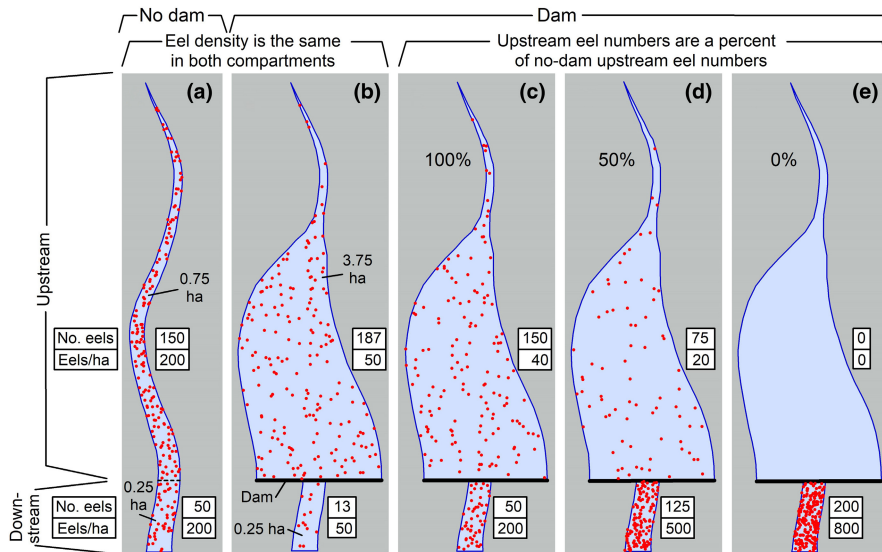 No dam
Dam
Eel density is the same
in both compartments
Upstream eel numbers are a percent
of no-dam upstream eel numbers
(a)
(b)
(c)
(d)
(e)
100%
50%
0%
Upstream
0.75
ha
3.75
ha
No. eels
150
187
150
75
0
Eels/ha
200
50
40
20
0
Down-
stream
0.25
ha
Dam
0.25 ha
No. eels
50
13
50
125
200
Eels/ha
200
50
200
500
800